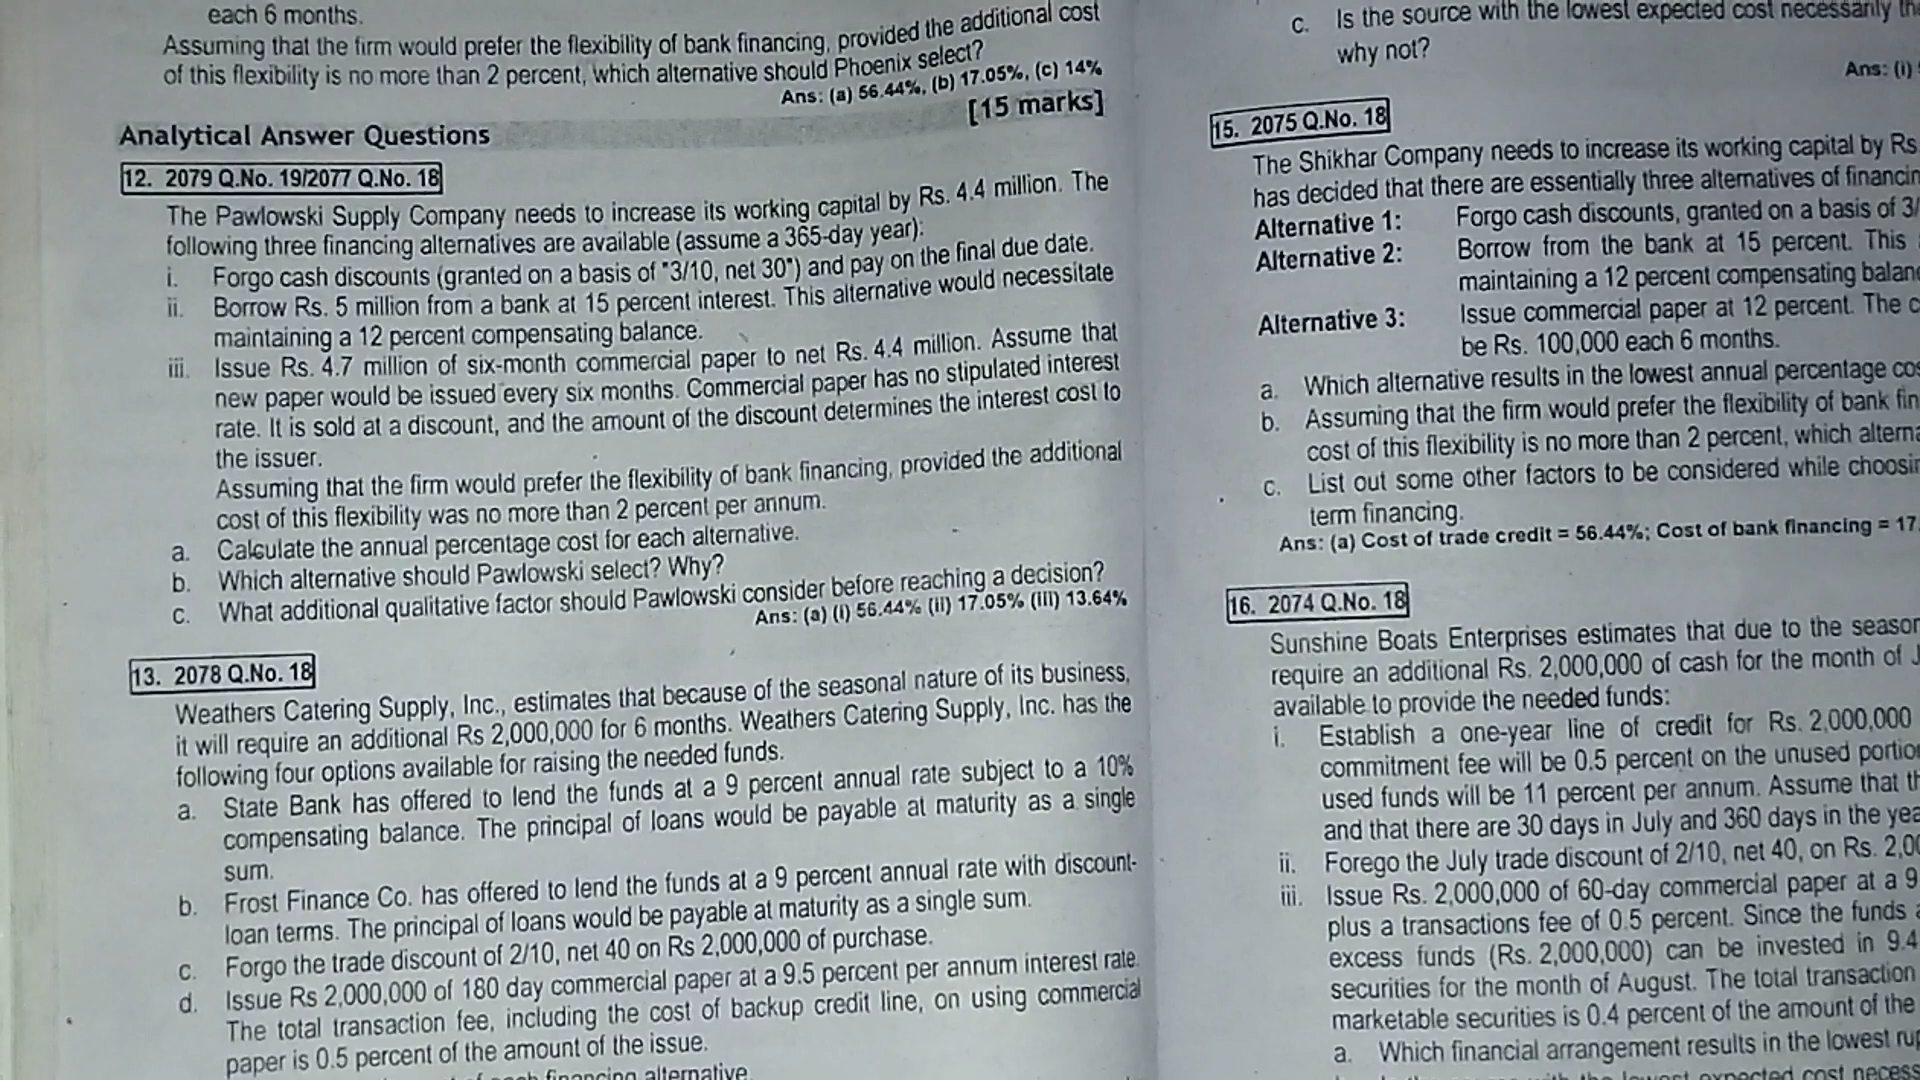 each 6 months.
Assuming that the firm would prefer the flexibility of bank financing, provided the additional cost
of this flexibility is no more than 2 percent, which alternative should Phoenix select?
Ans: (a) 56.44%, (b) 17.05%, (c) 14%
[15 marks]
Analytical Answer Questions
12. 2079 Q.No. 19/2077 Q.No. 18
The Pawlowski Supply Company needs to increase its working capital by Rs. 4.4 million. The
following three financing alternatives are available (assume a 365-day year):
i. Forgo cash discounts (granted on a basis of "3/10, net 30") and pay on the final due date.
ii. Borrow Rs. 5 million from a bank at 15 percent interest. This alternative would necessitate
maintaining a 12 percent compensating balance.
iii. Issue Rs. 4.7 million of six-month commercial paper to net Rs. 4.4 million. Assume that
new paper would be issued every six months. Commercial paper has no stipulated interest
rate. It is sold at a discount, and the amount of the discount determines the interest cost to
the issuer.
Assuming that the firm would prefer the flexibility of bank financing, provided the additional
cost of this flexibility was no more than 2 percent per annum.
a. Calculate the annual percentage cost for each alternative.
b. Which alternative should Pawlowski select? Why?
c. What additional qualitative factor should Pawlowski consider before reaching a decision?
Ans: (a) (i) 56.44% (ii) 17.05% (iii) 13.64%
13. 2078 Q.No. 18
Weathers Catering Supply, Inc., estimates that because of the seasonal nature of its business,
it will require an additional Rs 2,000,000 for 6 months. Weathers Catering Supply, Inc. has the
following four options available for raising the needed funds.
a. State Bank has offered to lend the funds at a 9 percent annual rate subject to a 10%
compensating balance. The principal of loans would be payable at maturity as a single
sum.
b. Frost Finance Co. has offered to lend the funds at a 9 percent annual rate with discount-
loan terms. The principal of loans would be payable at maturity as a single sum.
c. Forgo the trade discount of 2/10, net 40 on Rs 2,000,000 of purchase.
d. Issue Rs 2,000,000 of 180 day commercial paper at a 9.5 percent per annum interest rate.
The total transaction fee, including the cost of backup credit line, on using commercial
paper is 0.5 percent of the amount of the issue.
financing alternative
c. Is the source with the lowest expected cost necessarily
why not?
Ans: (i)
15. 2075 Q.No. 18
The Shikhar Company needs to increase its working capital by Rs
has decided that there are essentially three alternatives of
Alternative 1: Forgo cash discounts, granted on a basis of 3/
Alternative 2: Borrow from the bank at 15 percent. This
maintaining a 12 percent compensating
Alternative 3: Issue commercial paper at 12 percent. The
be Rs. 100,000 each 6 months.
a. Which alternative results in the lowest annual percentage
b. Assuming that the firm would prefer the flexibility of bank
cost of this flexibility is no more than 2 percent, which
c. List out some other factors to be considered while
term financing.
Ans: (a) Cost of trade credit = 56.44%; Cost of bank financing = 17.
16. 2074 Q.No. 18
Sunshine Boats Enterprises estimates that due to the
require an additional Rs. 2,000,000 of cash for the month of
available to provide the needed funds:
i. Establish a one-year line of credit for Rs. 2,000,000
commitment fee will be 0.5 percent on the unused
used funds will be 11 percent per annum. Assume that
and that there are 30 days in July and 360 days in the
ii. Forego the July trade discount of 2/10, net 40, on Rs.
iii. Issue Rs. 2,000,000 of 60-day commercial paper at a 9
plus a transactions fee of 0.5 percent. Since the funds
excess funds (Rs. 2,000,000) can be invested in 9.4
securities for the month of August. The total transaction
marketable securities is 0.4 percent of the amount of the
a. Which financial arrangement results in the lowest
lowest expected cost